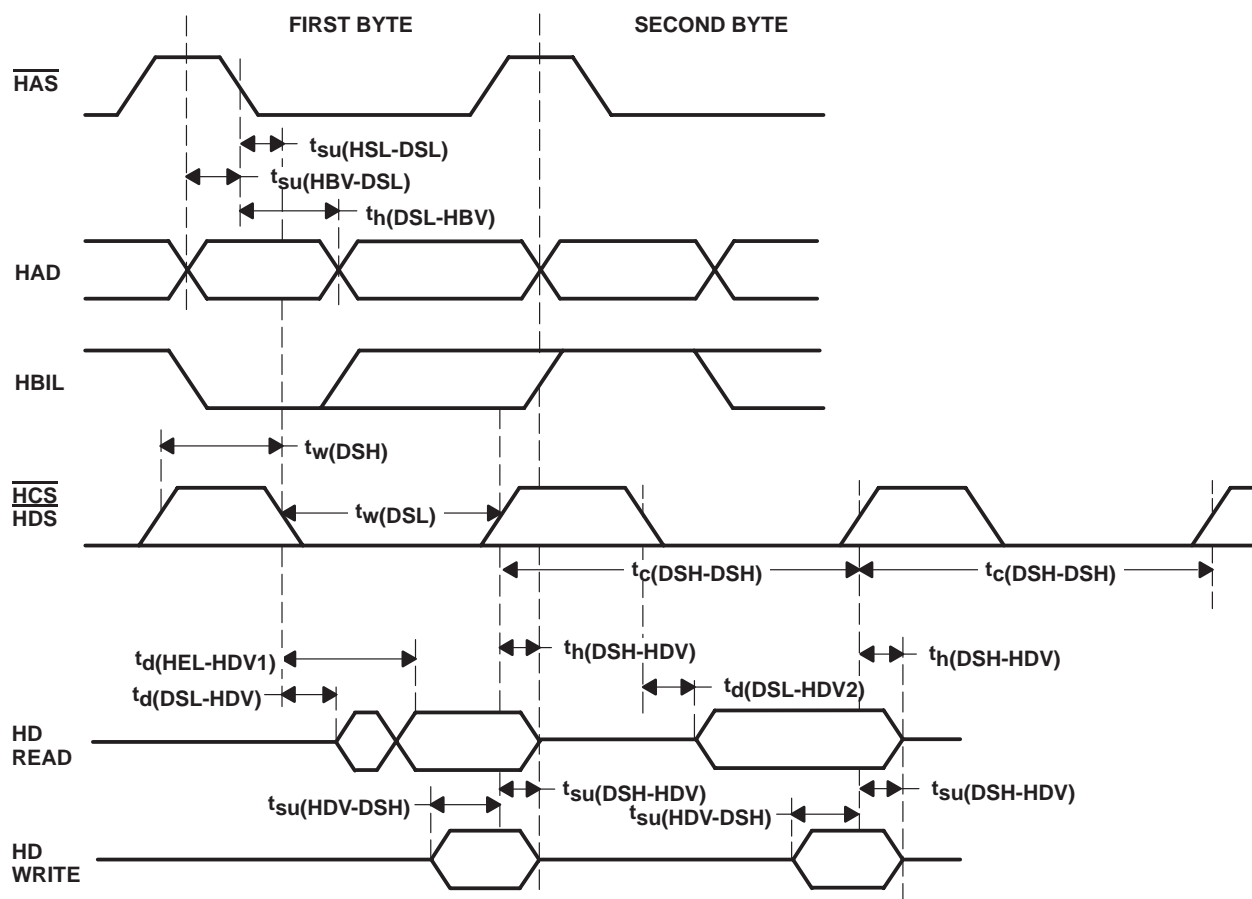 FIRST BYTE
SECOND BYTE
HAS
tsu(HSL-DSL)
tsu(HBV-DSL)
th(DSL-HBV)
HAD
HBIL
tw(DSH)
HCS
HDS
tw(DSL)
tc(DSH-DSH)
tc(DSH-DSH)
td(HEL-HDV1)
th(DSH-HDV)
th(DSH-HDV)
td(DSL-HDV)
td(DSL-HDV2)
HD
READ
tsu(HDV-DSH)
tsu(DSH-HDV)
tsu(HDV-DSH)
tsu(DSH-HDV)
HD
WRITE